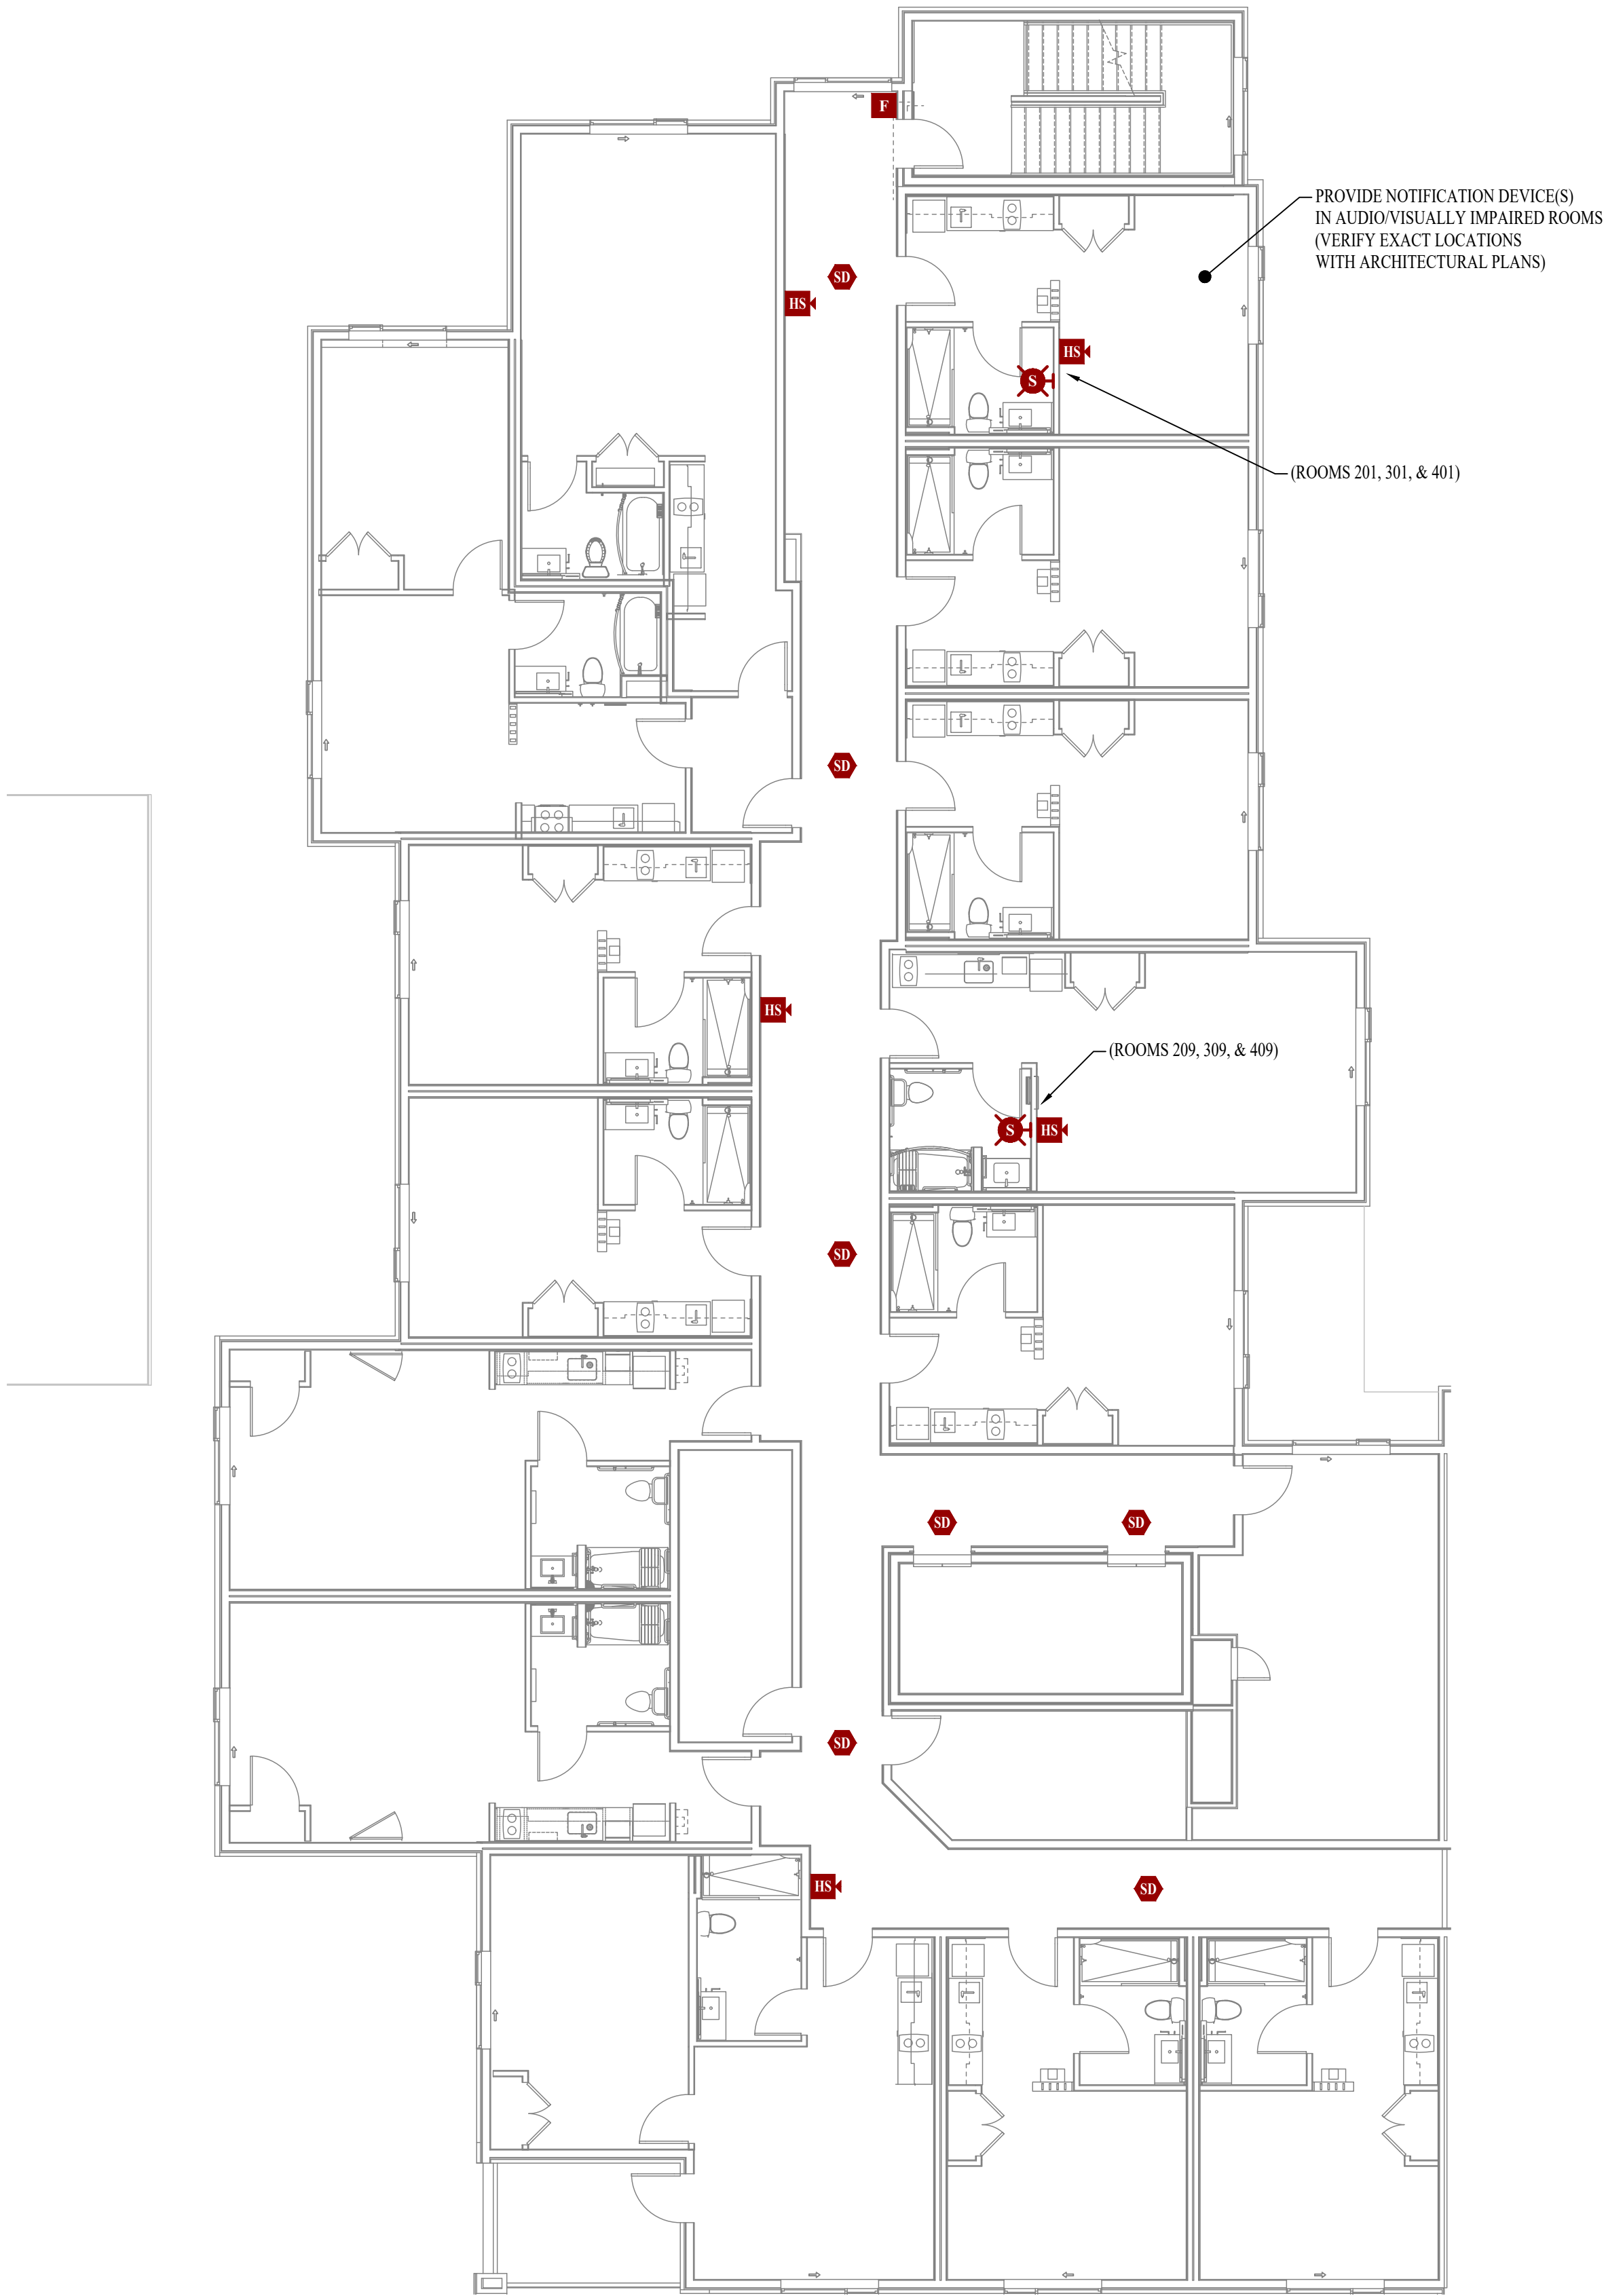 F
PROVIDE NOTIFICATION DEVICE(S)
IN AUDIO/VISUALLY IMPAIRED ROOMS
(VERIFY EXACT LOCATIONS
WITH ARCHITECTURAL PLANS)
SD
HS
HS
S
(ROOMS 201, 301, & 401)
SD
HS
(ROOMS 209, 309, & 409)
S
HS
SD
SD
SD
SD
HS
SD